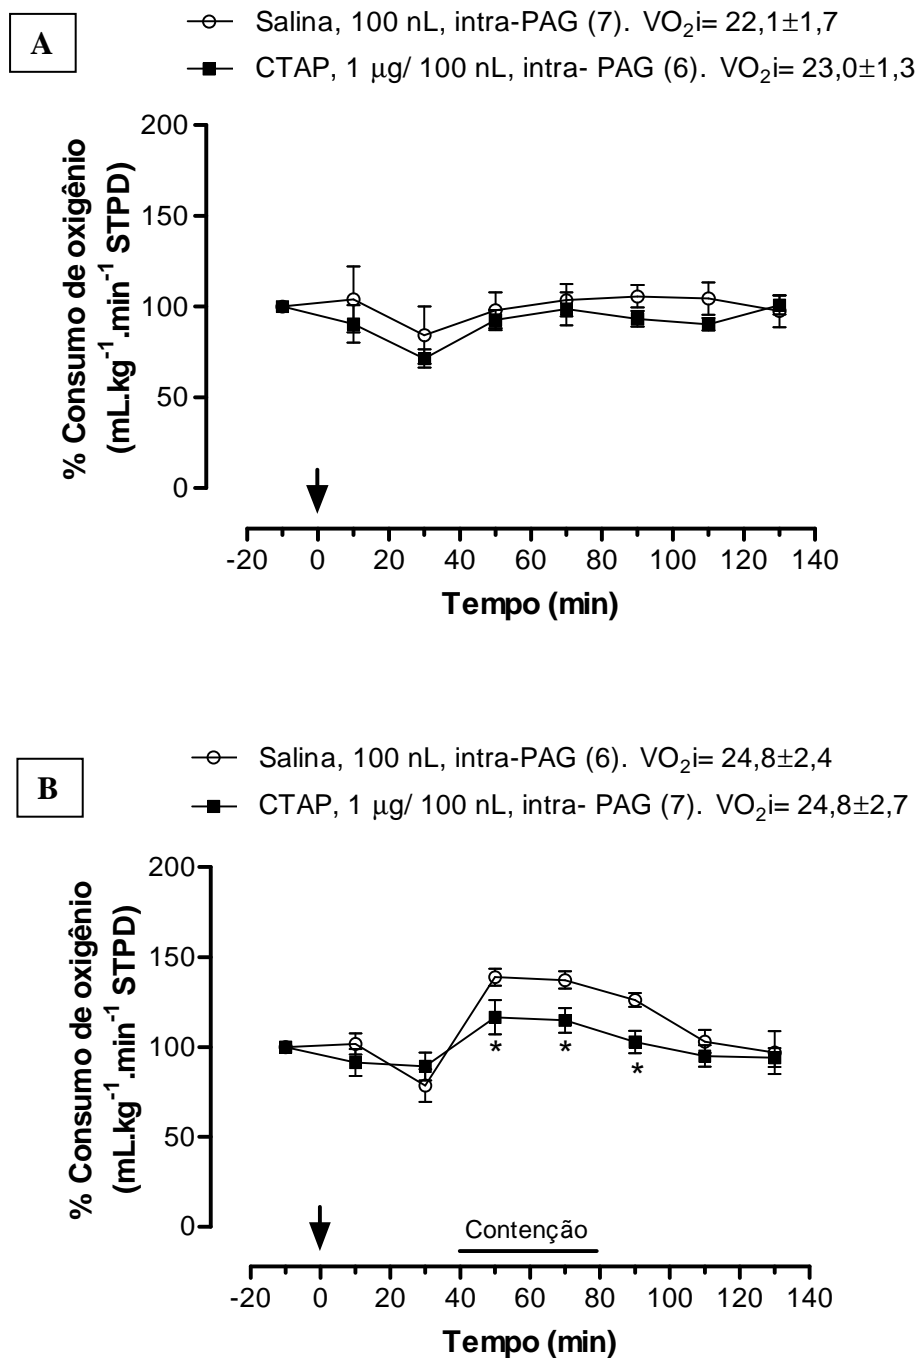 A
Salina, 100 nL, intra-PAG (7). VO₂i= 22,1±1,7
CTAP, 1 μg/ 100 nL, intra- PAG (6). VO₂i= 23,0±1,3
% Consumo de oxigênio
(mL.kg⁻¹.min⁻¹ STPD)
200
150
100
50
0
-20 0 20 40 60 80 100 120 140
Tempo (min)
B
Salina, 100 nL, intra-PAG (6). VO₂i= 24,8±2,4
CTAP, 1 μg/ 100 nL, intra- PAG (7). VO₂i= 24,8±2,7
% Consumo de oxigênio
(mL.kg⁻¹.min⁻¹ STPD)
200
150
100
50
0
* * *
Contenção
-20 0 20 40 60 80 100 120 140
Tempo (min)